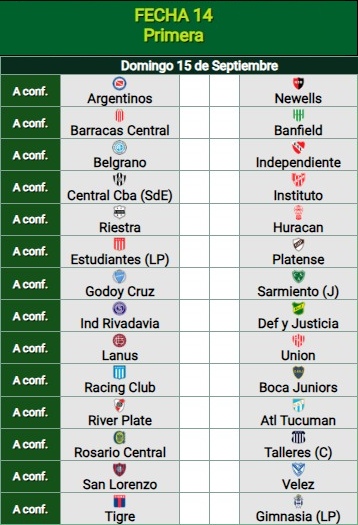 FECHA 14
Primera
Domingo 15 de Septiembre
A conf. Argentinos Newells
A conf. Barracas Central Banfield
A conf. Belgrano Independiente
A conf. Central Cba (SdE) Instituto
A conf. Riestra Huracan
A conf. Estudiantes (LP) Platense
A conf. Godoy Cruz Sarmiento (J)
A conf. Ind Rivadavia Def y Justicia
A conf. Lanus Union
A conf. Racing Club Boca Juniors
A conf. River Plate Atl Tucuman
A conf. Rosario Central Talleres (C)
A conf. San Lorenzo Velez
A conf. Tigre Gimnasia (LP)